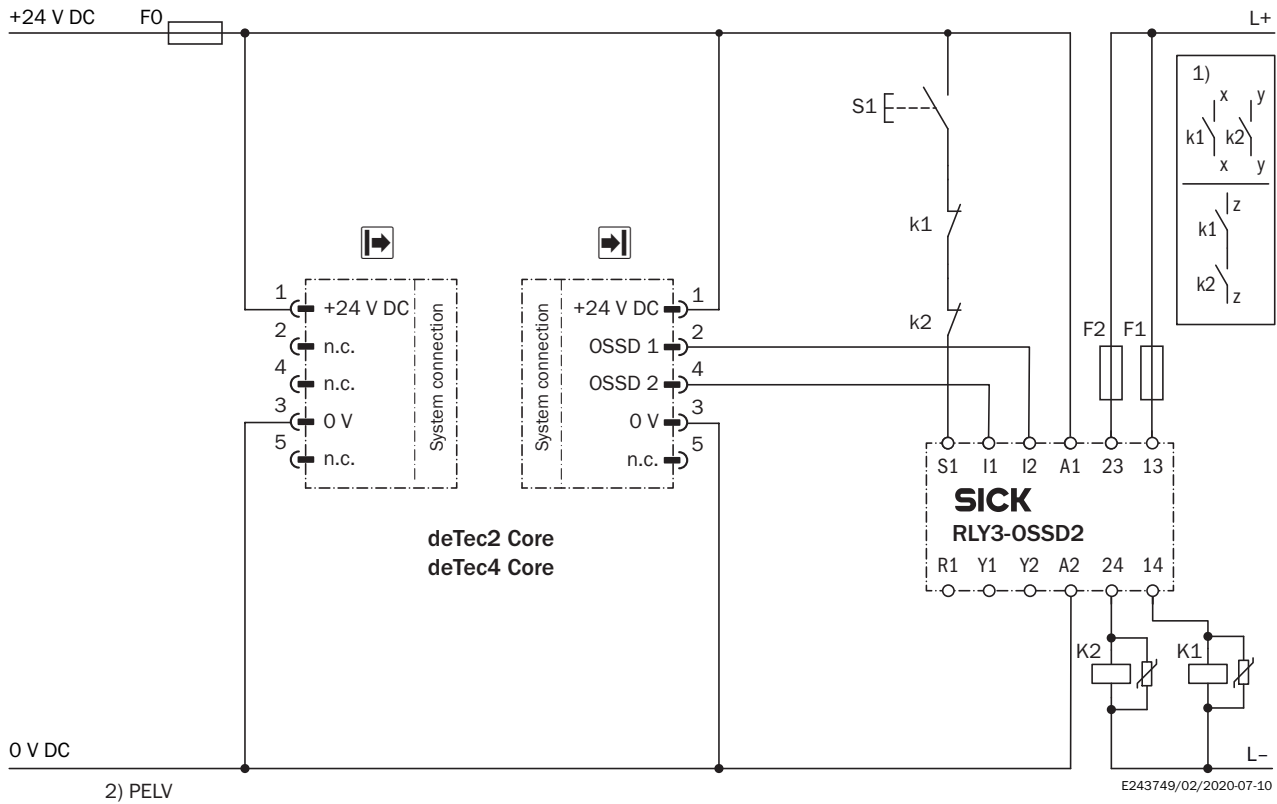 +24 V DC F0 L+
1)
x y
S1
k1 k2
x y
z
k1
k1
k2 z
k2
F2 F1
1 +24 V DC
2 n.c.
4 n.c.
3 0 V
5 n.c.
System connection
System connection
+24 V DC 1
OSSD 1 2
OSSD 2 4
0 V 3
n.c. 5
deTec2 Core
deTec4 Core
S1 I1 I2 A1 23 13
SICK
RLY3-OSSD2
R1 Y1 Y2 A2 24 14
K2 K1
0 V DC L–
2) PELV
E243749/02/2020-07-10